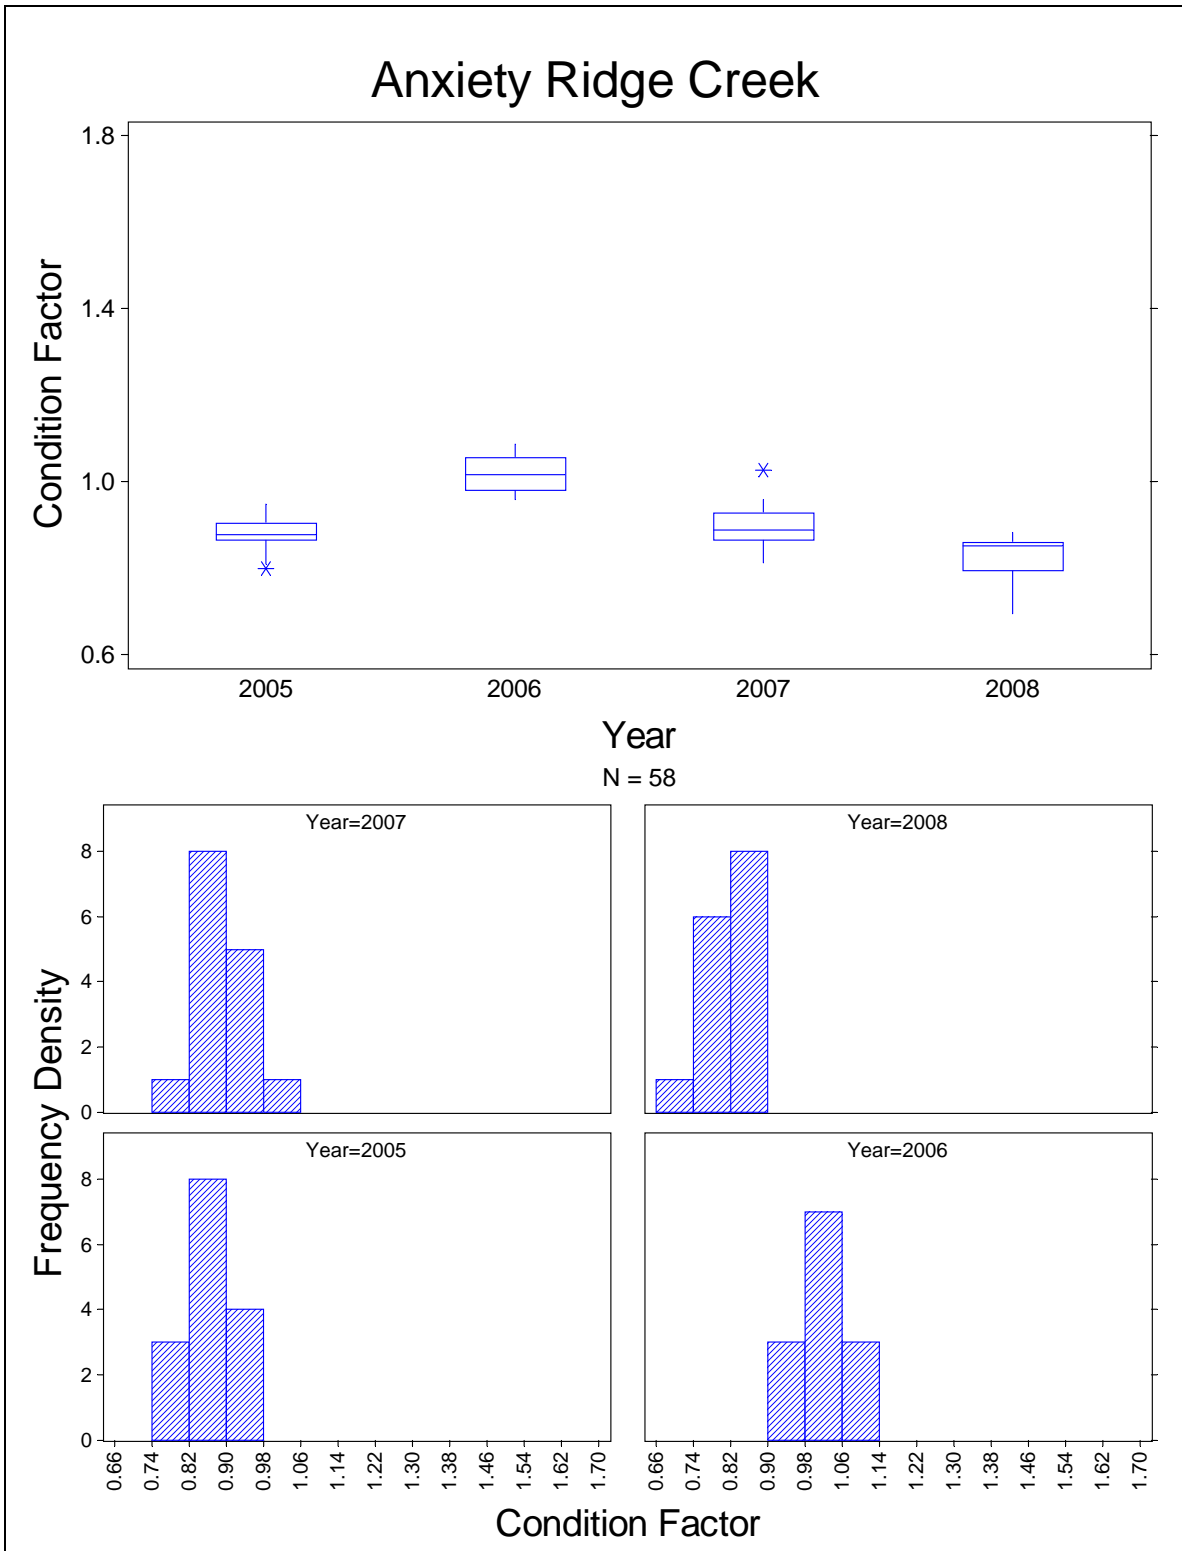 Anxiety Ridge Creek
Condition Factor
1.8
1.4
1.0
0.6
2005 2006 2007 2008
Year
N = 58
Frequency Density
Year=2007
8
6
4
2
0
Year=2008
Year=2005
8
6
4
2
0
Year=2006
0.66 0.74 0.82 0.90 0.98 1.06 1.14 1.22 1.30 1.38 1.46 1.54 1.62 1.70
0.66 0.74 0.82 0.90 0.98 1.06 1.14 1.22 1.30 1.38 1.46 1.54 1.62 1.70
Condition Factor